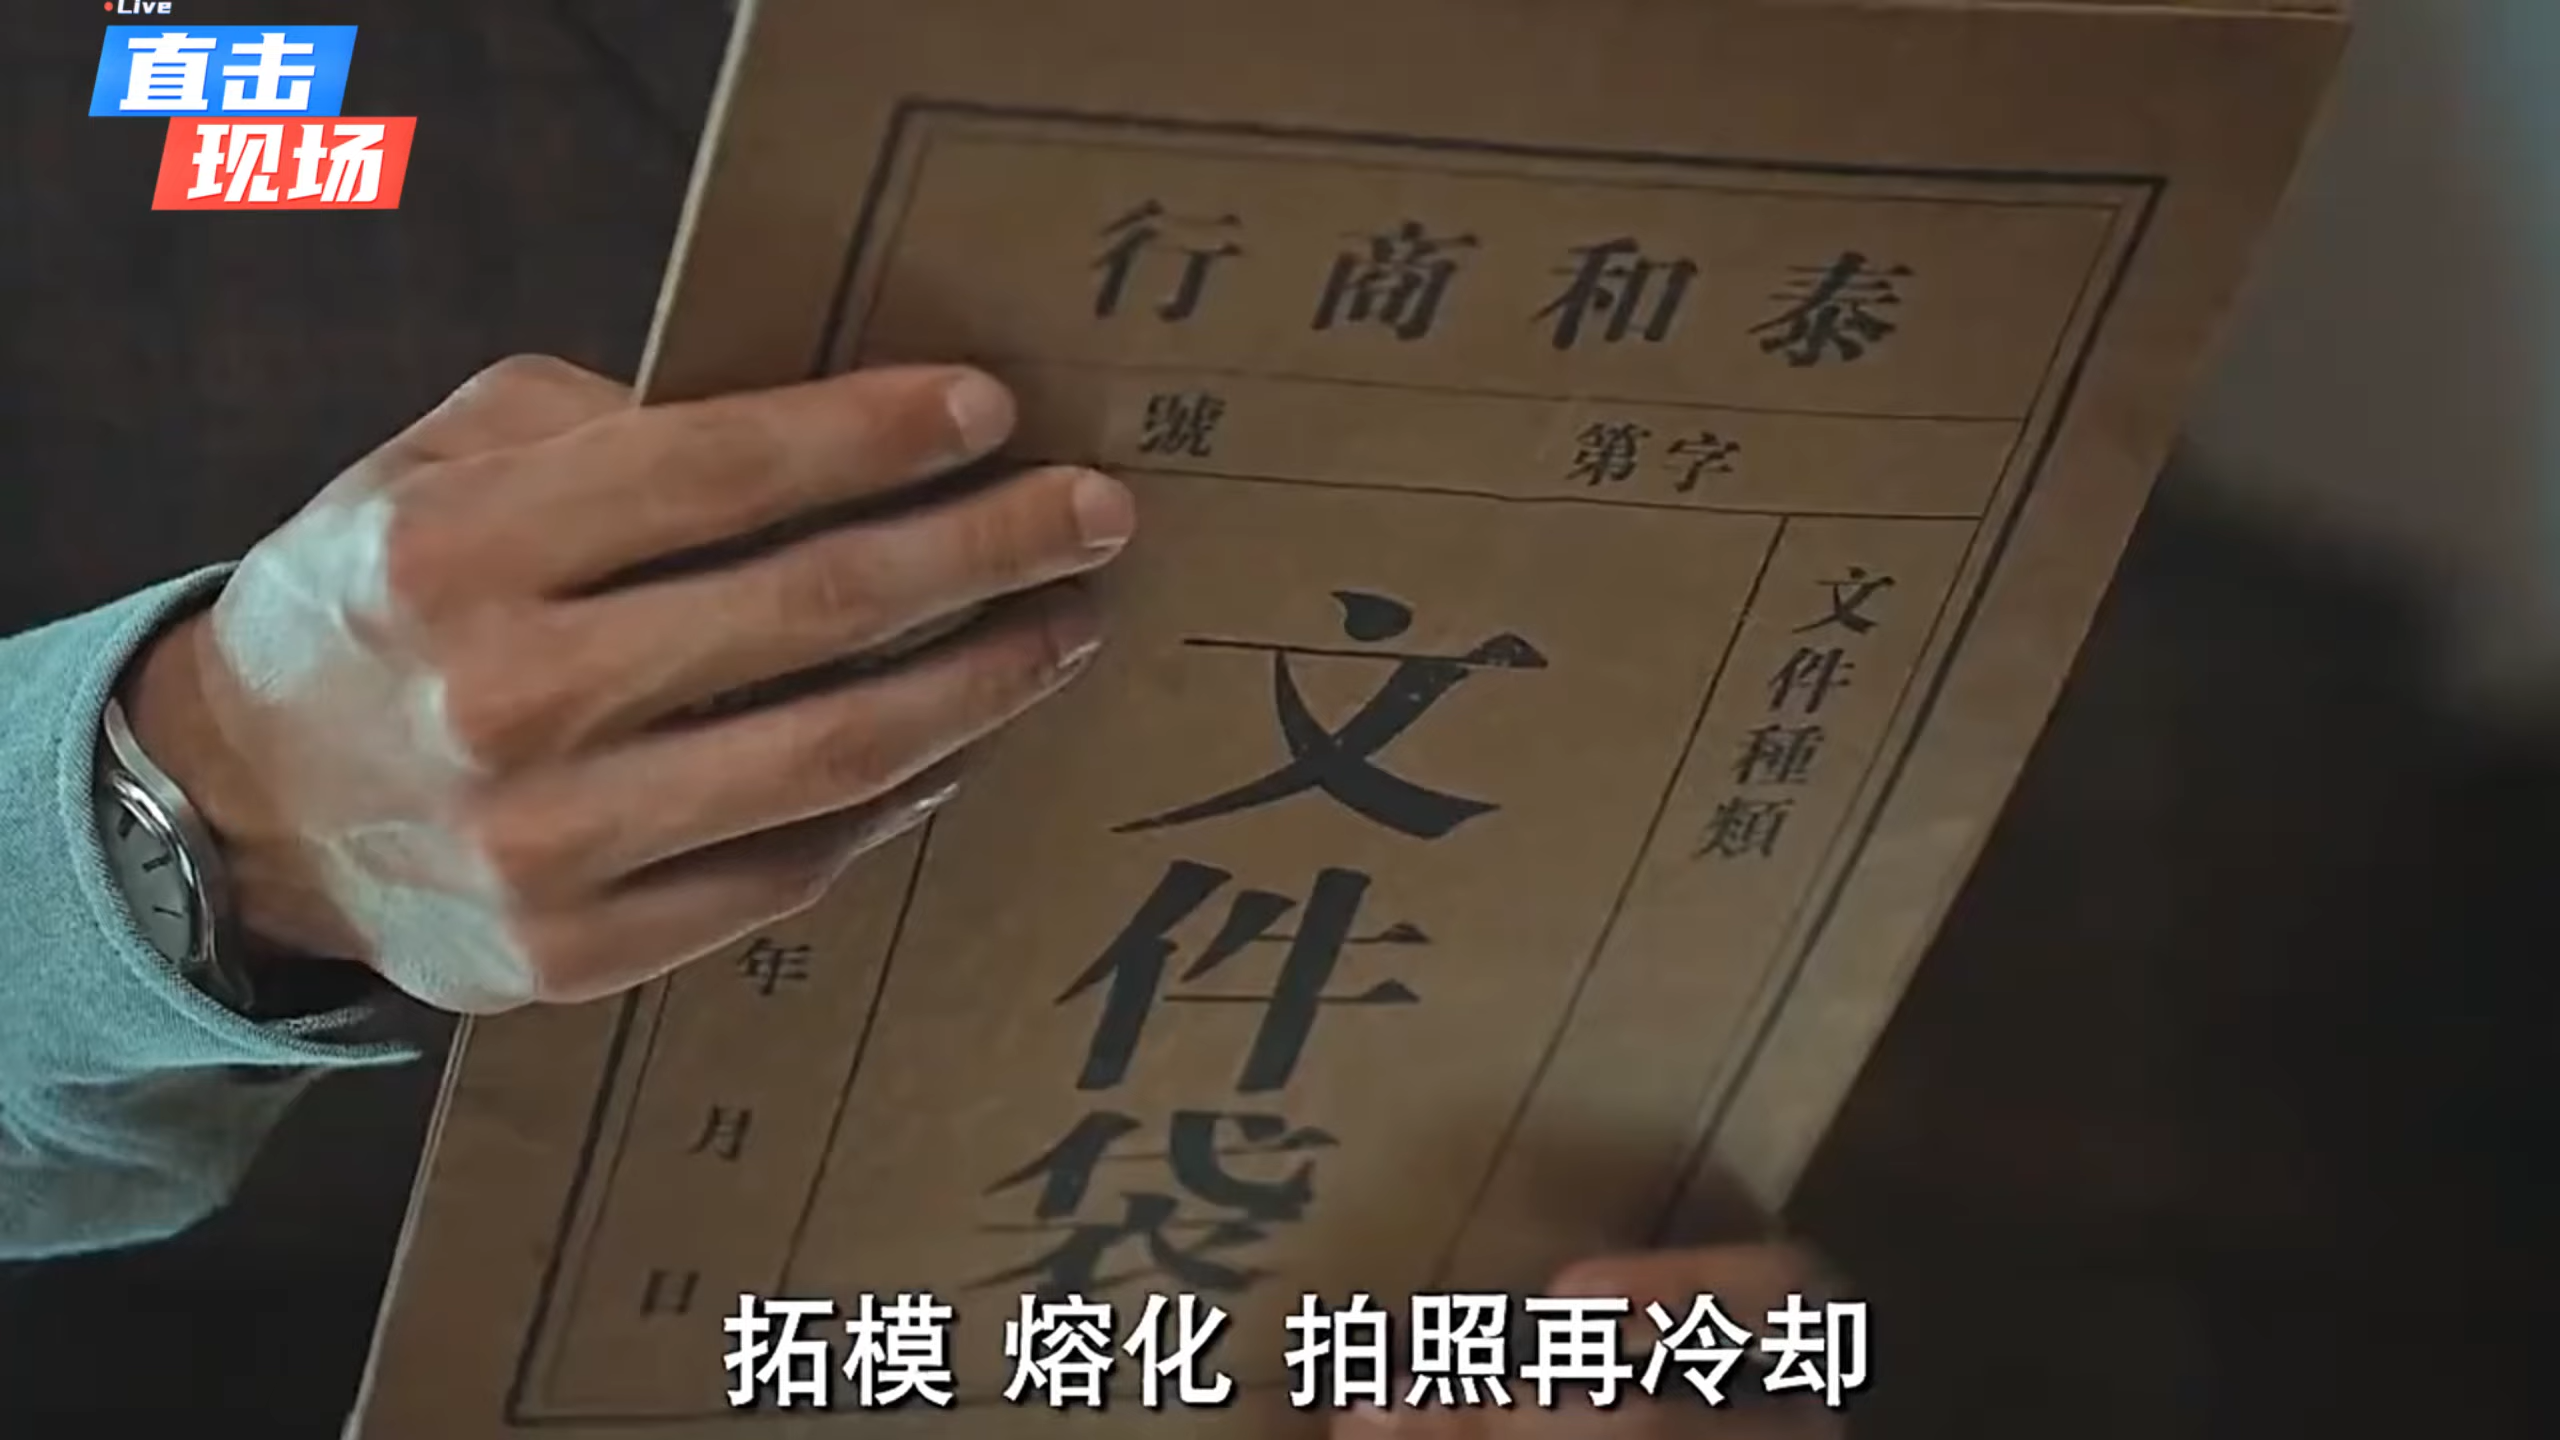 Live
直击
现场
行商和泰
號 第字
文件種類
文件袋
年
月
日
拓模 熔化 拍照再冷却